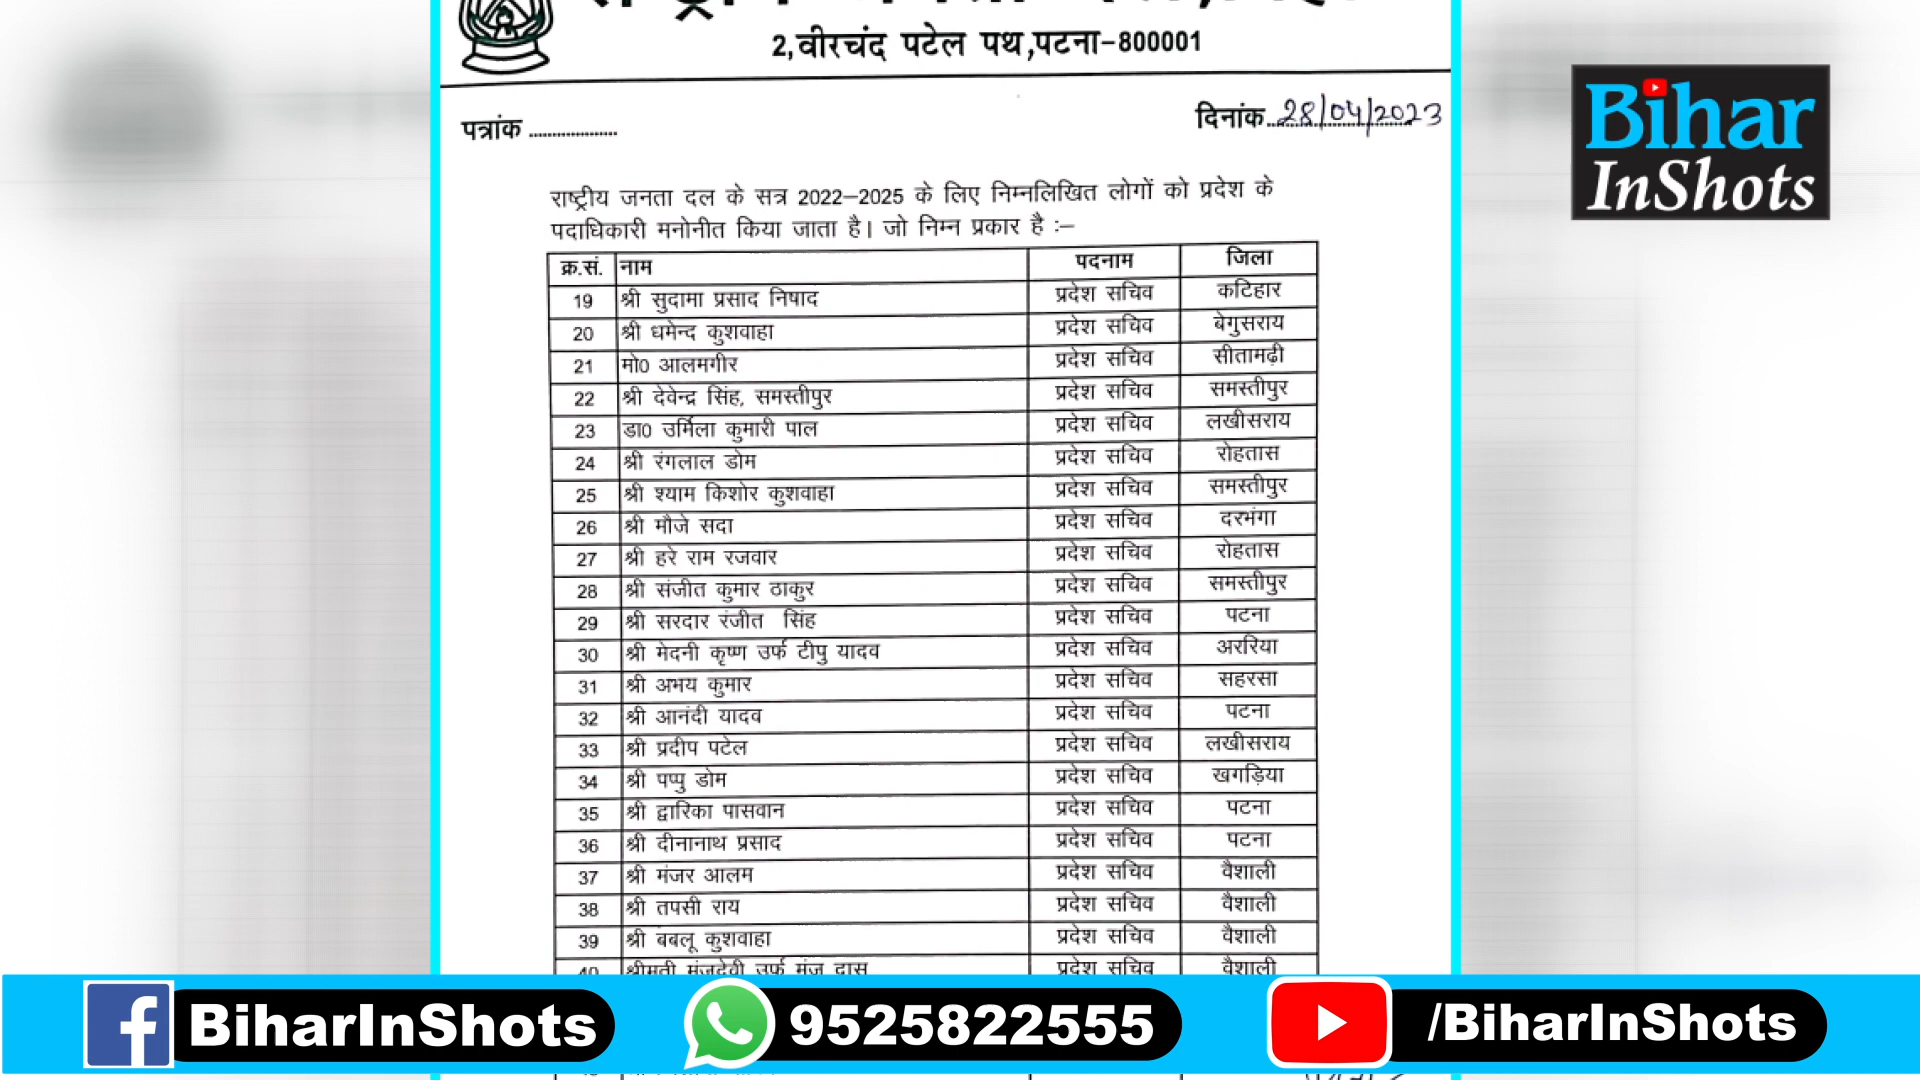 2,वीरचंद पटेल पथ,पटना-800001
पत्रांक ....................
दिनांक..28/04/2023
राष्ट्रीय जनता दल के सत्र 2022–2025 के लिए निम्नलिखित लोगों को प्रदेश के
पदाधिकारी मनोनीत किया जाता है। जो निम्न प्रकार है :–
क्र.सं. नाम पदनाम जिला
19 श्री सुदामा प्रसाद निषाद प्रदेश सचिव कटिहार
20 श्री धमेन्द कुशवाहा प्रदेश सचिव बेगुसराय
21 मो0 आलमगीर प्रदेश सचिव सीतामढ़ी
22 श्री देवेन्द्र सिंह, समस्तीपुर प्रदेश सचिव समस्तीपुर
23 डा0 उर्मिला कुमारी पाल प्रदेश सचिव लखीसराय
24 श्री रंगलाल डोम प्रदेश सचिव रोहतास
25 श्री श्याम किशोर कुशवाहा प्रदेश सचिव समस्तीपुर
26 श्री मौजे सदा प्रदेश सचिव दरभंगा
27 श्री हरे राम रजवार प्रदेश सचिव रोहतास
28 श्री संजीत कुमार ठाकुर प्रदेश सचिव समस्तीपुर
29 श्री सरदार रंजीत सिंह प्रदेश सचिव पटना
30 श्री मेदनी कृष्ण उर्फ टीपु यादव प्रदेश सचिव अररिया
31 श्री अभय कुमार प्रदेश सचिव सहरसा
32 श्री आनंदी यादव प्रदेश सचिव पटना
33 श्री प्रदीप पटेल प्रदेश सचिव लखीसराय
34 श्री पप्पु डोम प्रदेश सचिव खगड़िया
35 श्री द्वारिका पासवान प्रदेश सचिव पटना
36 श्री दीनानाथ प्रसाद प्रदेश सचिव पटना
37 श्री मंजर आलम प्रदेश सचिव वैशाली
38 श्री तपसी राय प्रदेश सचिव वैशाली
39 श्री बबलू कुशवाहा प्रदेश सचिव वैशाली
40 श्रीमती मंजूदेवी उर्फ मंजू दास प्रदेश सचिव वैशाली
Bihar
InShots
BiharInShots
9525822555
/BiharInShots